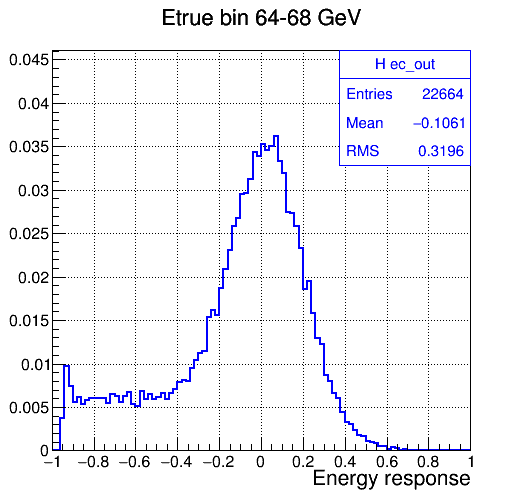 Etrue bin 64-68 GeV
H ec_out
Entries 22664
Mean −0.1061
RMS 0.3196
0.045
0.04
0.035
0.03
0.025
0.02
0.015
0.01
0.005
0
−1 −0.8 −0.6 −0.4 −0.2 0 0.2 0.4 0.6 0.8 1
Energy response